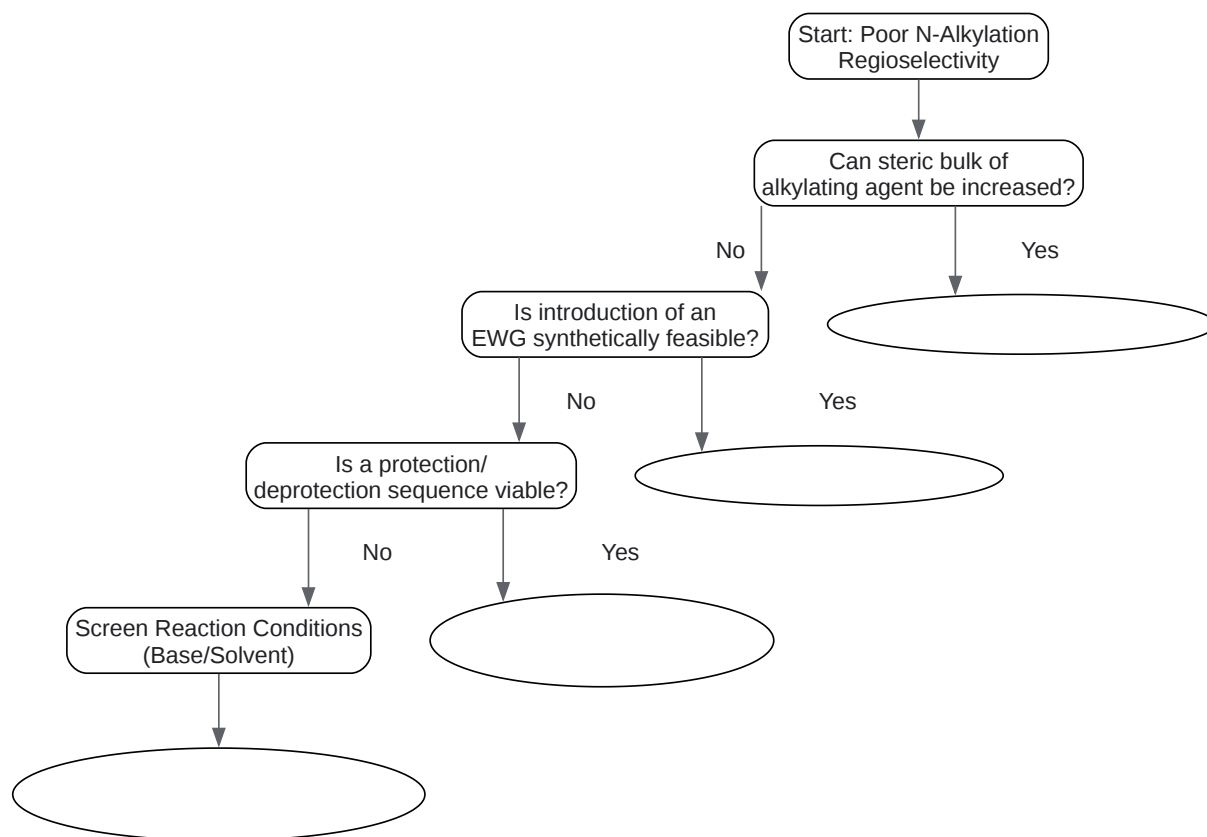 Start: Poor N-Alkylation
Regioselectivity
Can steric bulk of
alkylating agent be increased?
No
Yes
Is introduction of an
EWG synthetically feasible?
No
Yes
Is a protection/
deprotection sequence viable?
No
Yes
Screen Reaction Conditions
(Base/Solvent)